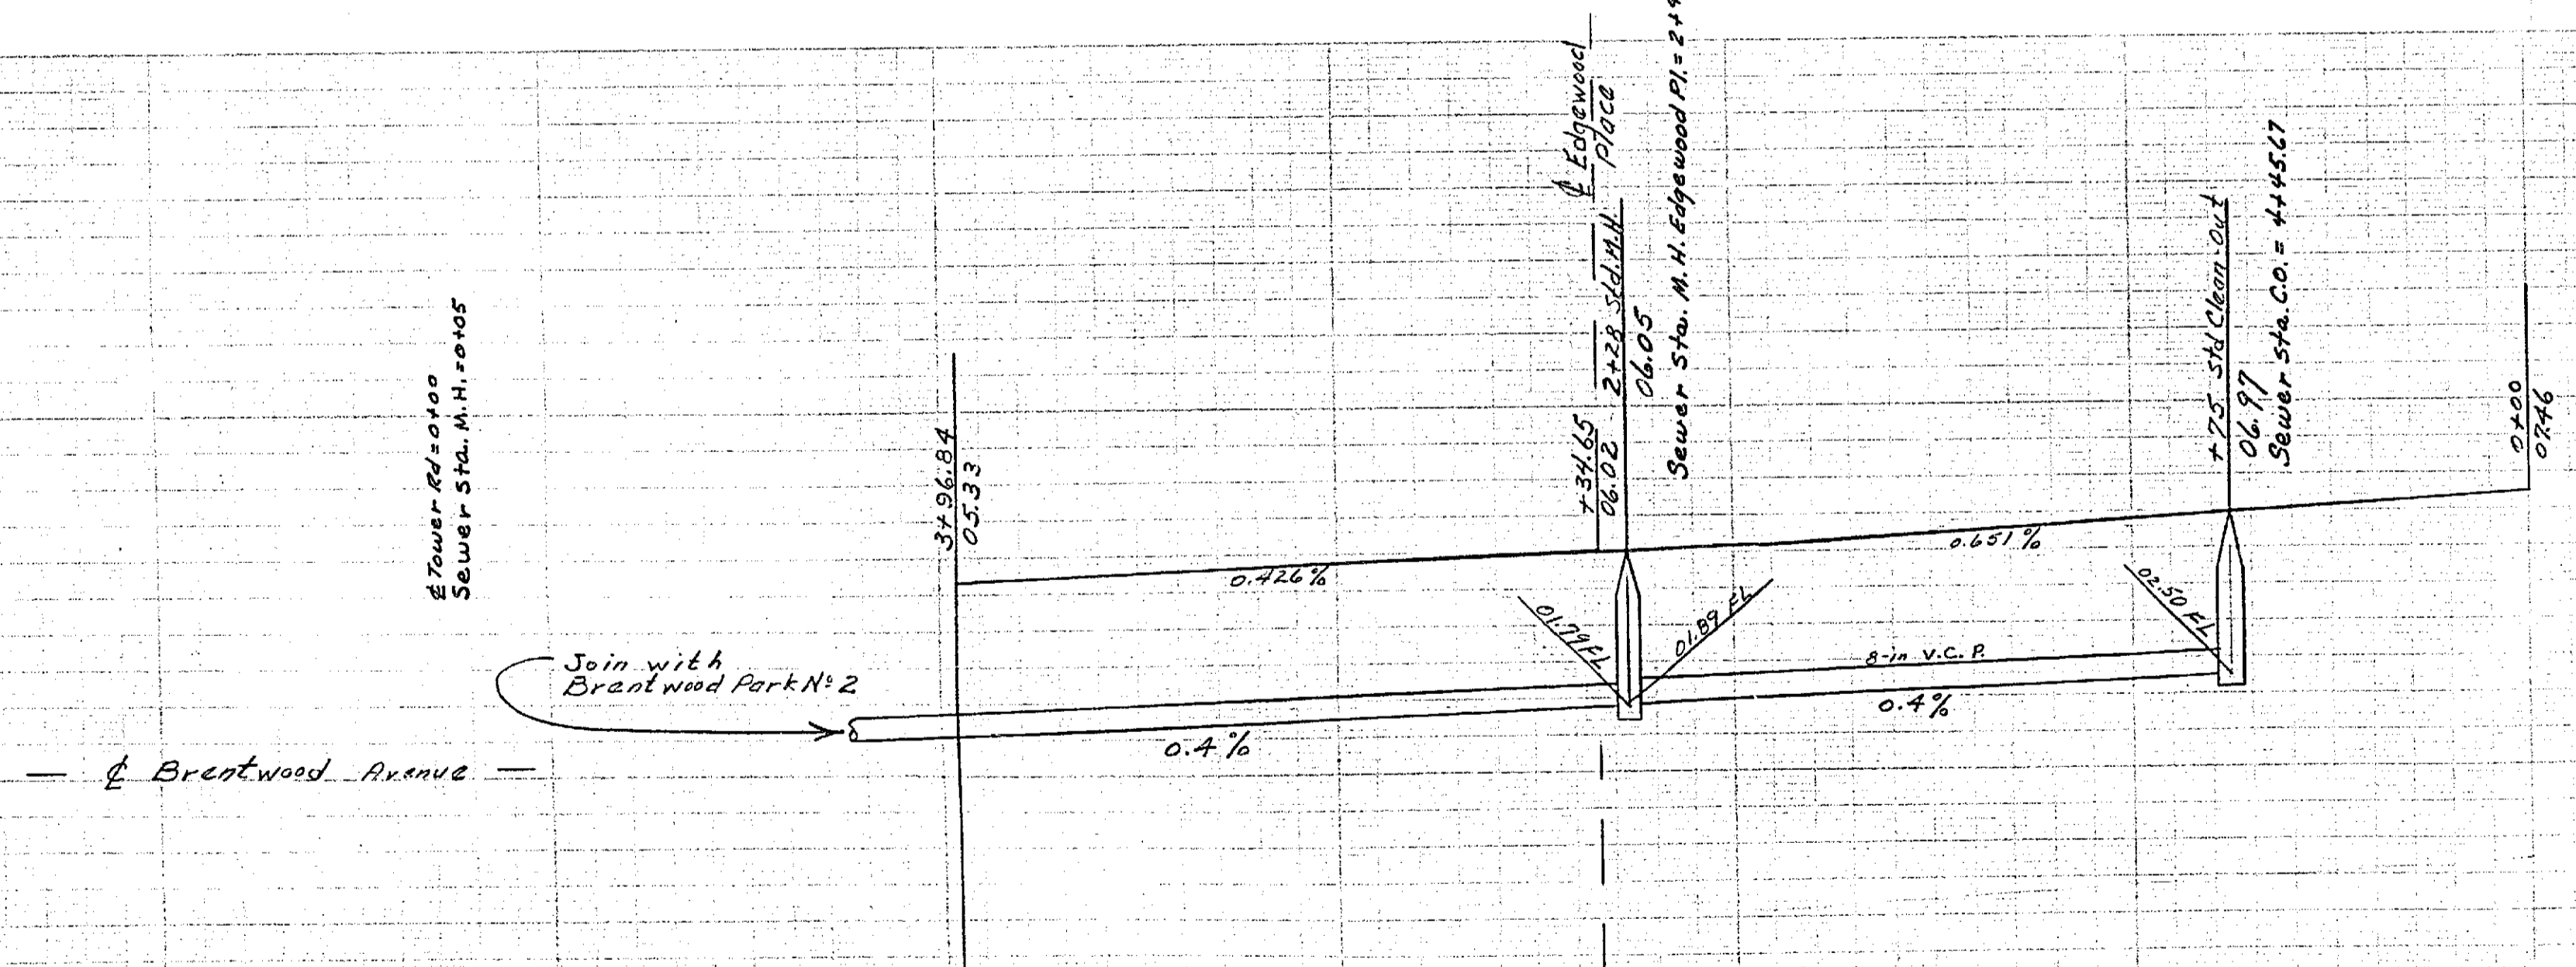 ℄ Tower Rd = 0+00
Sewer Sta. M.H. = 0+05
3+96.84
05.33
℄ Edgewood
Place
+34.65
06.02
2+28 Std. M.H.
06.05
Sewer Sta. M.H. Edgewood Pl. = 2+
+75 Std Clean-Out
06.97
Sewer Sta. C.O. = 4+45.67
0+00
07.46
0.426%
0.651%
01.79 FL
01.89 FL
02.50 FL
8-in V.C.P.
Join with
Brentwood Park No 2
0.4%
0.4%
— ℄ Brentwood Avenue —